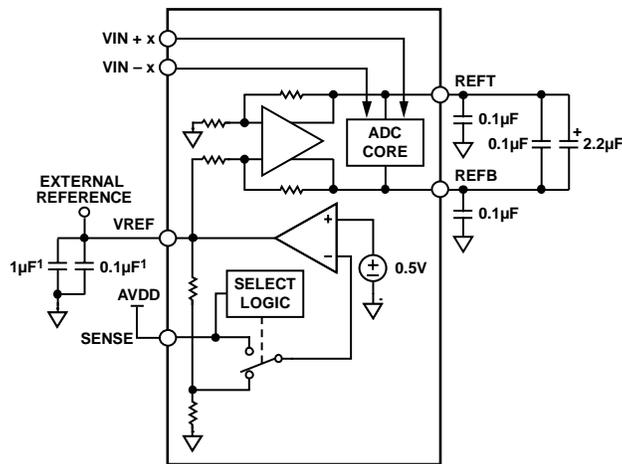 VIN + x
VIN – x
REFT
0.1µF
0.1µF
+
2.2µF
ADC
CORE
REFB
0.1µF
EXTERNAL
REFERENCE
VREF
1µF¹
0.1µF¹
+
–
0.5V
+
–
SELECT
LOGIC
AVDD
SENSE